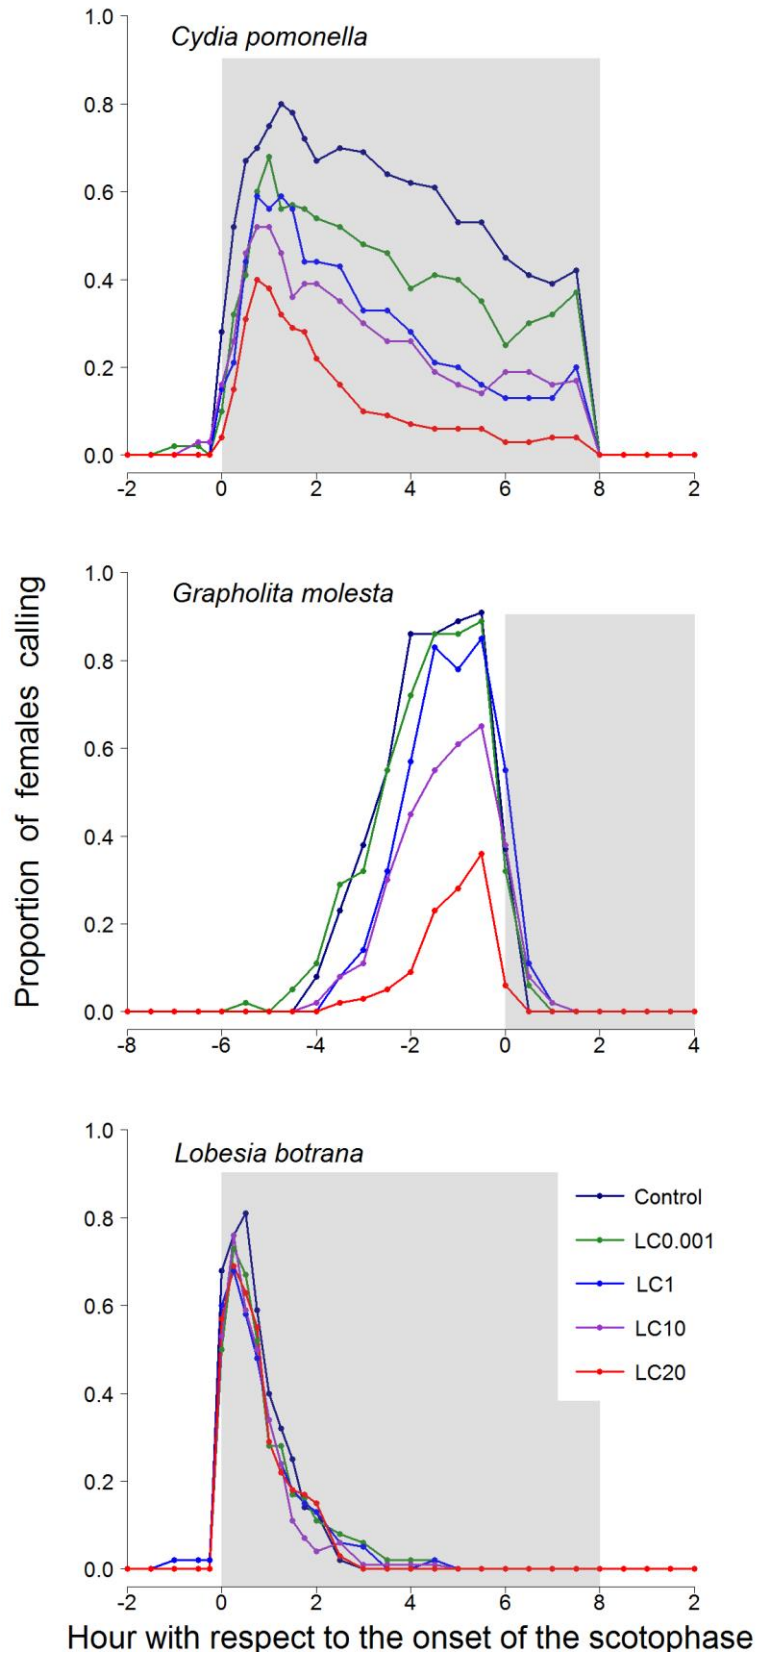 1.0
Cydia pomonella
0.8
0.6
0.4
0.2
0.0
-2 0 2 4 6 8 2
Proportion of females calling
1.0
Grapholita molesta
0.8
0.6
0.4
0.2
0.0
-8 -6 -4 -2 0 2 4
1.0
Lobesia botrana
0.8
0.6
0.4
0.2
0.0
Control
LC0.001
LC1
LC10
LC20
-2 0 2 4 6 8 2
Hour with respect to the onset of the scotophase